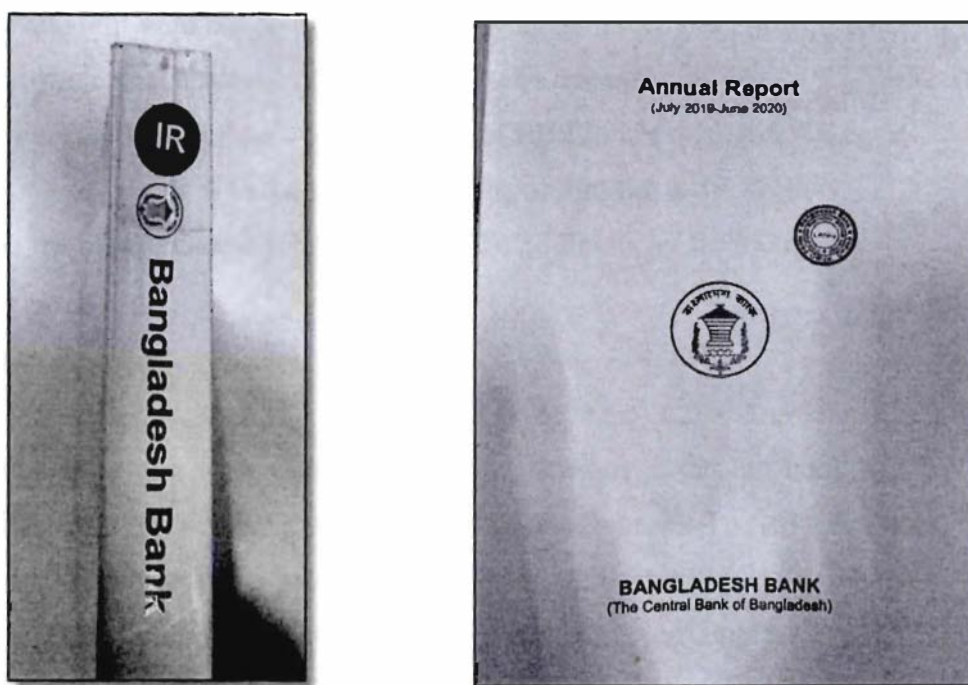 IR
Bangladesh Bank
Annual Report
(July 2019-June 2020)
বাংলাদেশ ব্যাংক
BANGLADESH BANK
(The Central Bank of Bangladesh)